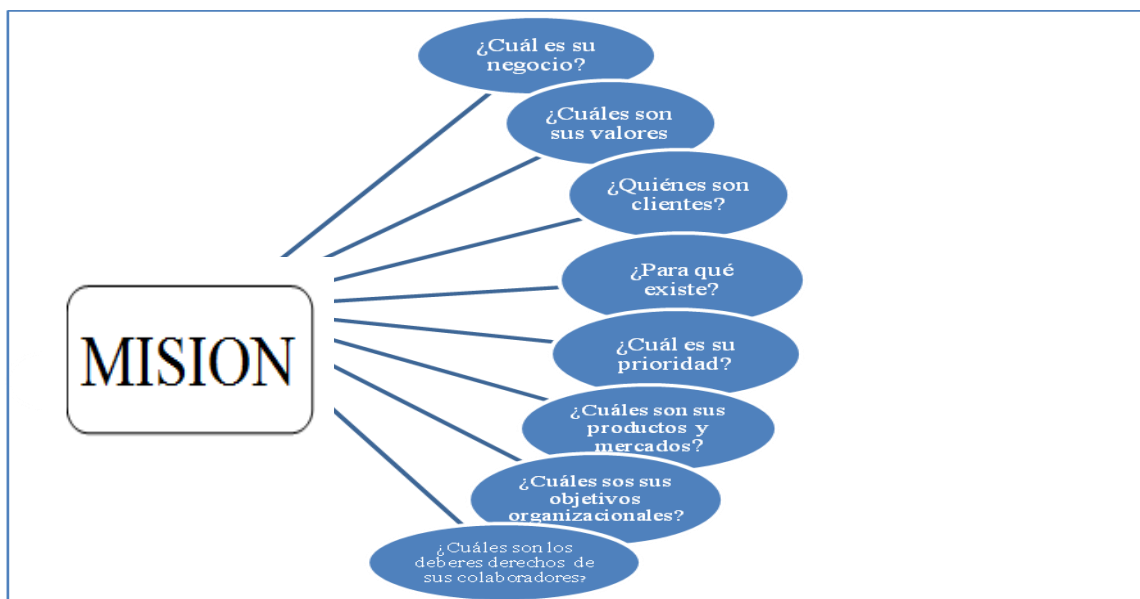 ¿Cuál es su
negocio?
¿Cuáles son
sus valores
¿Quiénes son
clientes?
¿Para qué
existe?
¿Cuál es su
prioridad?
MISION
¿Cuáles son sus
productos y
mercados?
¿Cuáles sos sus
objetivos
organizacionales?
¿Cuáles son los
deberes derechos de
sus colaboradores?